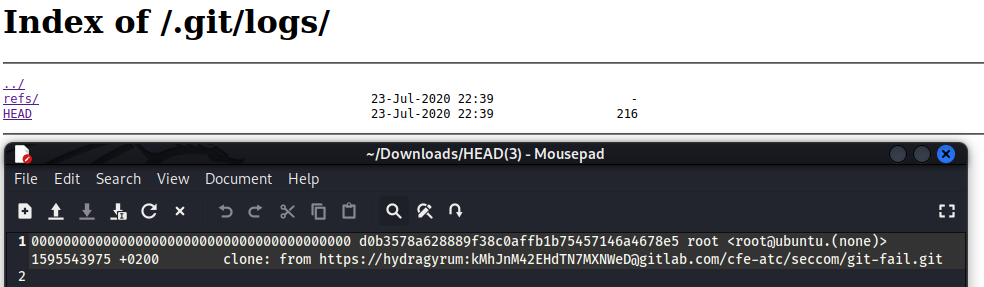 Index of /.git/logs/
../
refs/ 23-Jul-2020 22:39 -
HEAD 23-Jul-2020 22:39 216
~/Downloads/HEAD(3) - Mousepad
File Edit Search View Document Help
1 0000000000000000000000000000000000000000 d0b3578a628889f38c0affb1b75457146a4678e5 root <root@ubuntu.(none)>
1595543975 +0200 clone: from https://hydragyrum:kMhJnM42EHdTN7MXNWeD@gitlab.com/cfe-atc/seccom/git-fail.git
2